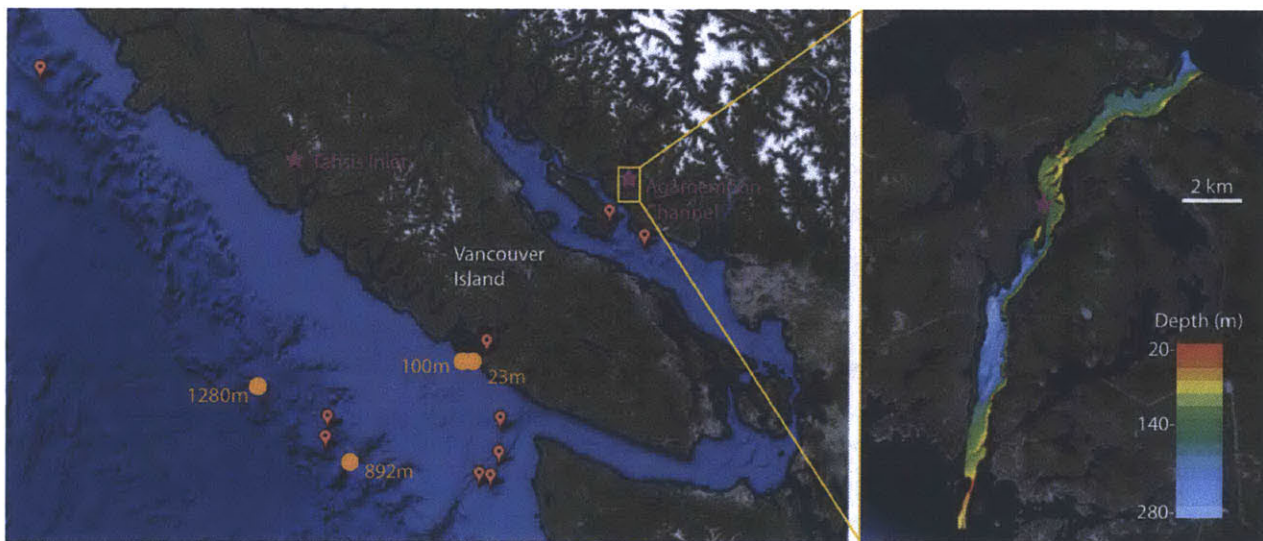 Tahsis Inlet
Agamemnon
Channel
Vancouver
Island
100m
23m
1280m
892m
2 km
Depth (m)
20-
140-
280-